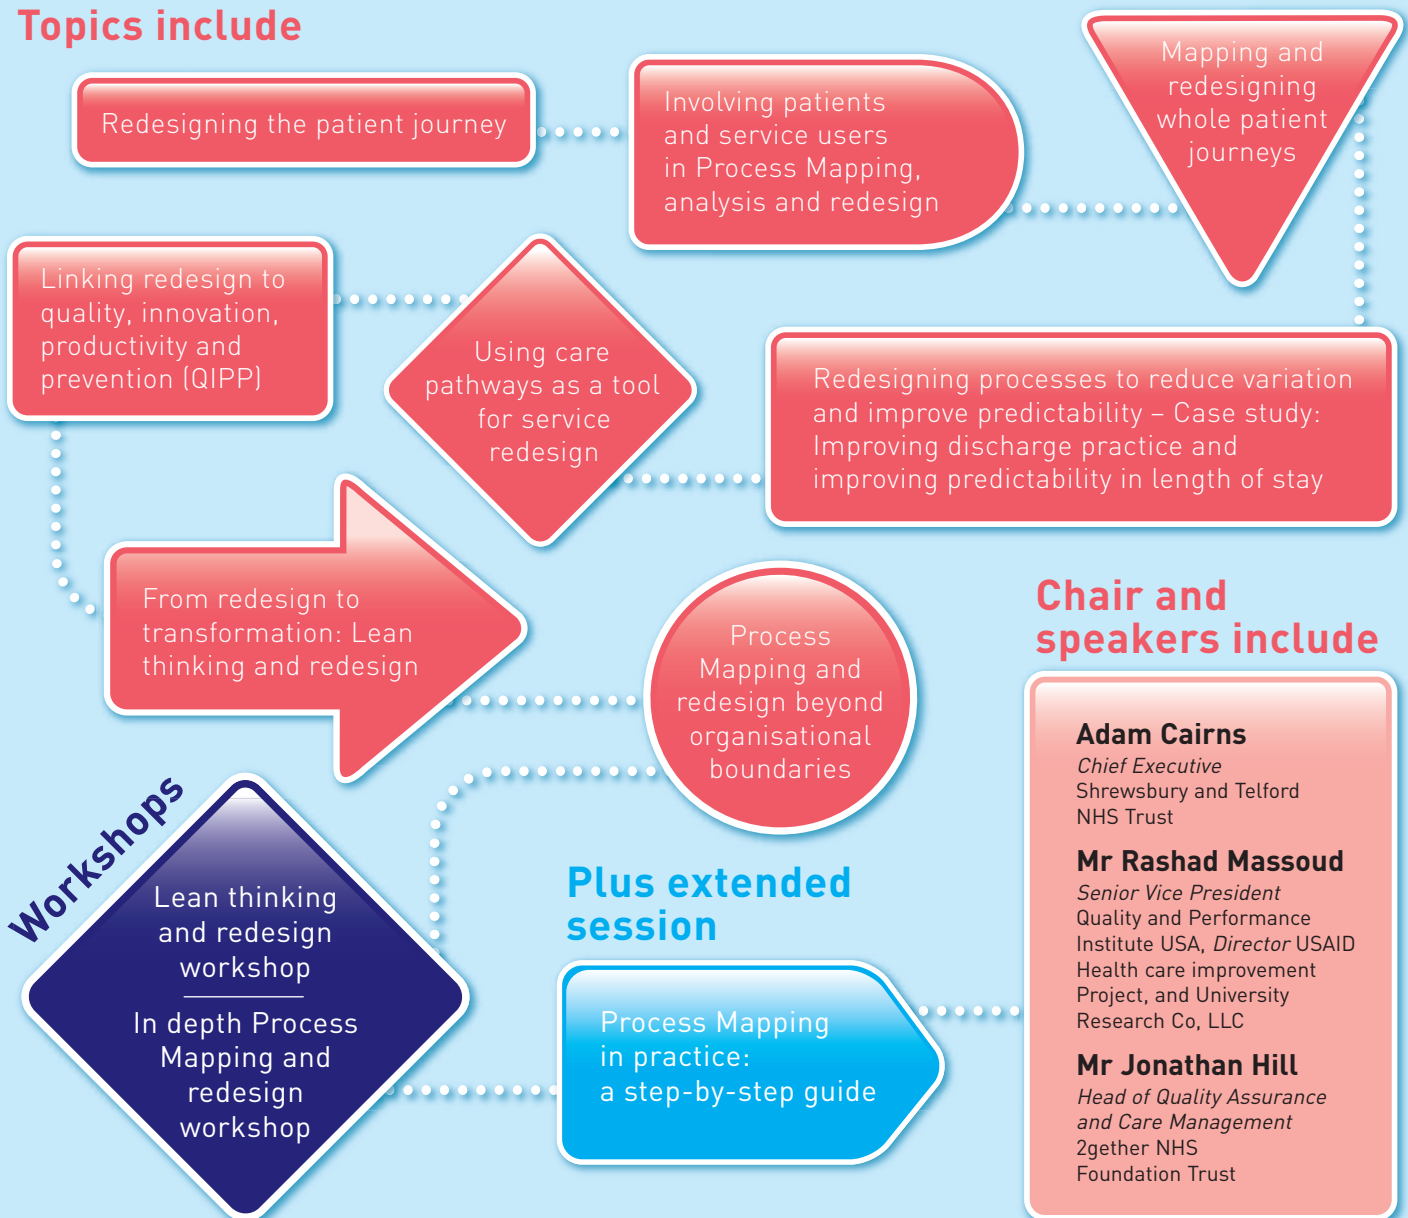 Topics include
Redesigning the patient journey
Involving patients
and service users
in Process Mapping,
analysis and redesign
Mapping and
redesigning
whole patient
journeys
Redesigning processes to reduce variation
and improve predictability – Case study:
Improving discharge practice and
improving predictability in length of stay
Using care
pathways as a tool
for service
redesign
Linking redesign to
quality, innovation,
productivity and
prevention (QIPP)
From redesign to
transformation: Lean
thinking and redesign
Process
Mapping and
redesign beyond
organisational
boundaries
Workshops
Lean thinking
and redesign
workshop
In depth Process
Mapping and
redesign
workshop
Plus extended
session
Process Mapping
in practice:
a step-by-step guide
Chair and
speakers include
Adam Cairns
Chief Executive
Shrewsbury and Telford
NHS Trust
Mr Rashad Massoud
Senior Vice President
Quality and Performance
Institute USA, Director USAID
Health care improvement
Project, and University
Research Co, LLC
Mr Jonathan Hill
Head of Quality Assurance
and Care Management
2gether NHS
Foundation Trust